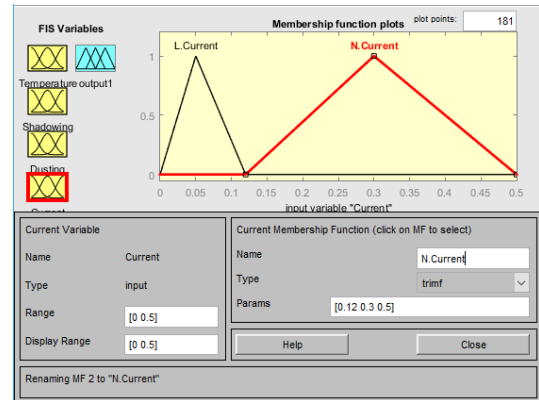 FIS Variables
Membership function plots
plot points:
181
L.Current
N.Current
Temperature
output1
Shadowing
Dusting
Current
1
0.5
0
0 0.05 0.1 0.15 0.2 0.25 0.3 0.35 0.4 0.45 0.5
input variable "Current"
Current Variable
Name Current
Type input
Range [0 0.5]
Display Range [0 0.5]
Current Membership Function (click on MF to select)
Name N.Current
Type trimf
Params [0.12 0.3 0.5]
Help
Close
Renaming MF 2 to "N.Current"